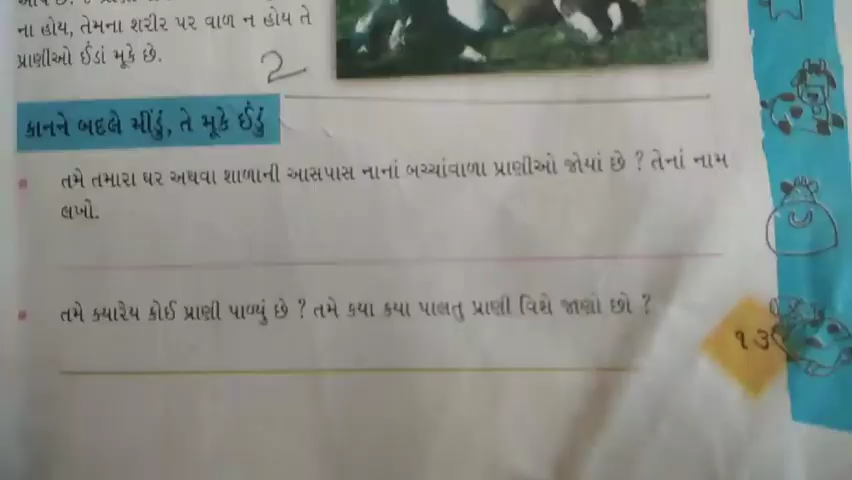 ના હોય, તેમના શરીર પર વાળ ન હોય તે
પ્રાણીઓ ઈંડાં મૂકે છે.
2
કાનને બદલે મીંડું, તે મૂકે ઈંડું
તમે તમારા ઘર અથવા શાળાની આસપાસ નાનાં બચ્ચાંવાળા પ્રાણીઓ જોયાં છે ? તેનાં નામ
લખો.
તમે ક્યારેય કોઈ પ્રાણી પાળ્યું છે ? તમે કયા કયા પાલતુ પ્રાણી વિશે જાણો છો ?
૧૩